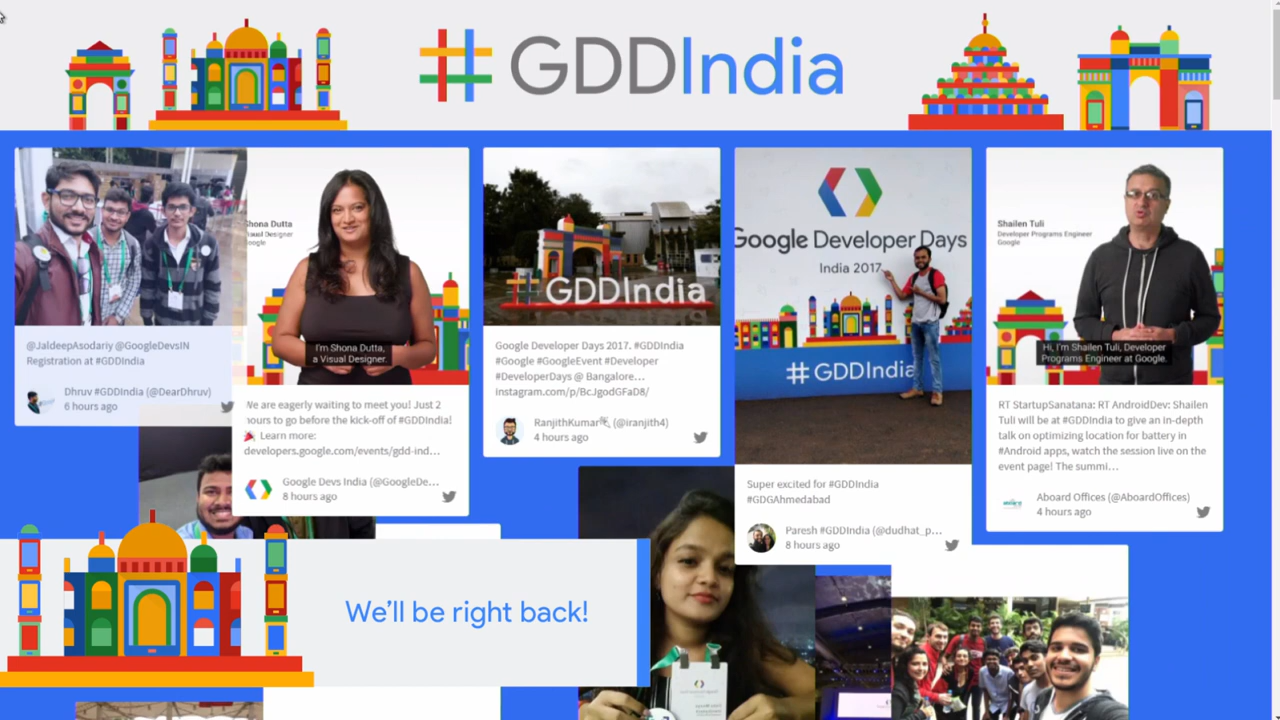 #GDDIndia
@JaldeepAsodariy @GoogleDevsIN
Registration at #GDDIndia
Dhruv #GDDIndia (@DearDhruv)
6 hours ago
Shona Dutta
Visual Designer
Google
I'm Shona Dutta,
a Visual Designer.
We are eagerly waiting to meet you! Just 2
hours to go before the kick-off of #GDDIndia!
🎉 Learn more:
developers.google.com/events/gdd-ind...
Google Devs India (@GoogleDe...
8 hours ago
#GDDIndia
Google Developer Days 2017. #GDDIndia
#Google #GoogleEvent #Developer
#DeveloperDays @ Bangalore...
instagram.com/p/BcJgodGFaD8/
RanjithKumar (@iranjith4)
4 hours ago
Google Developer Days
India 2017
#GDDIndia
Super excited for #GDDIndia
#GDGAhmedabad
Paresh #GDDIndia (@dudhat_p...
8 hours ago
Shailen Tuli
Developer Programs Engineer
Google
Hi, I'm Shailen Tuli, Developer
Programs Engineer at Google.
RT StartupSanatana: RT AndroidDev: Shailen
Tuli will be at #GDDIndia to give an in-depth
talk on optimizing location for battery in
#Android apps, watch the session live on the
event page! The summi...
Aboard Offices (@AboardOffices)
4 hours ago
We'll be right back!